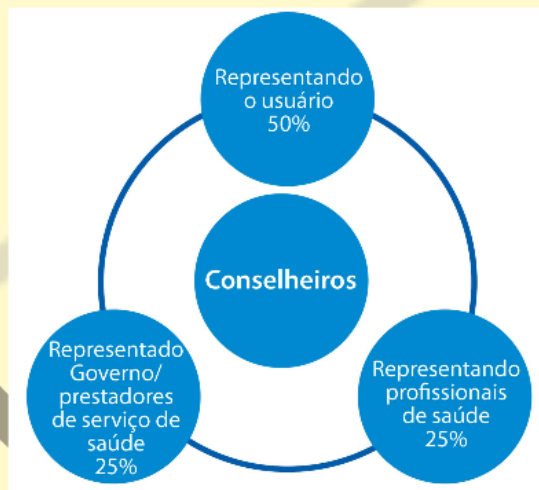 Representando
o usuário
50%
Conselheiros
Representado
Governo/
prestadores
de serviço de
saúde
25%
Representando
profissionais
de saúde
25%